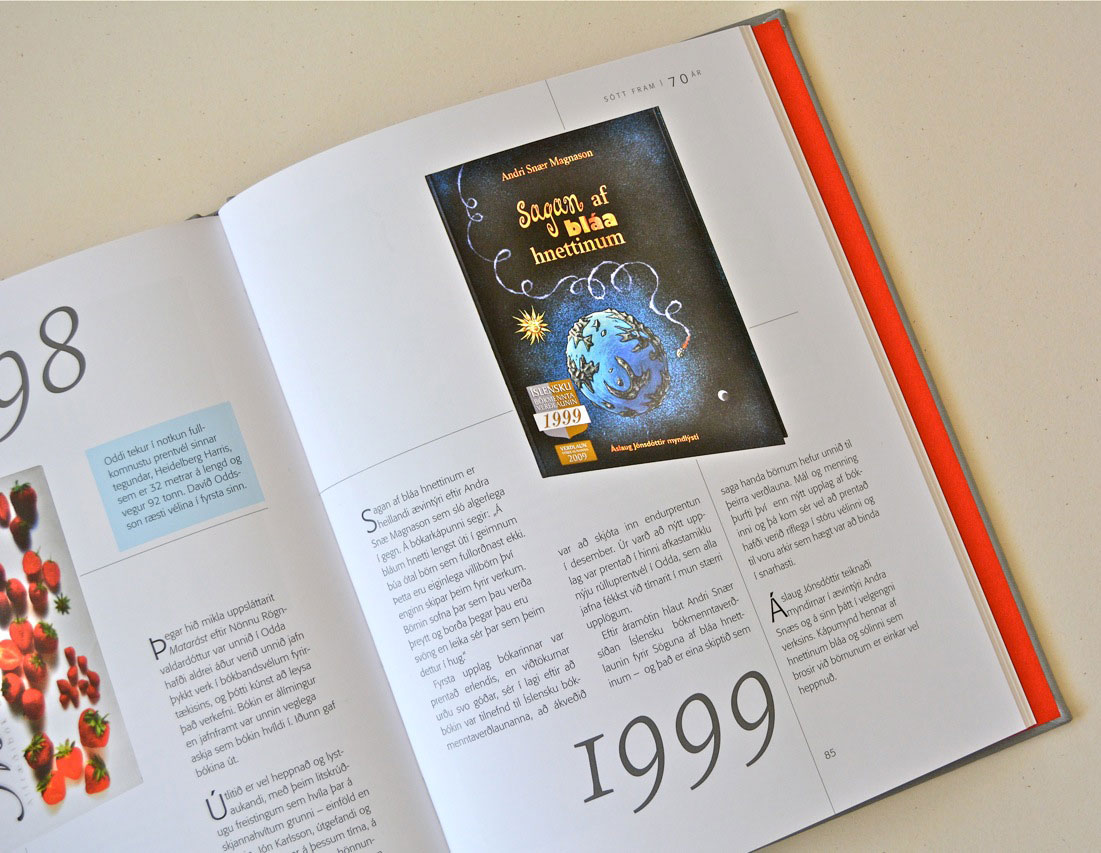 98
Oddi tekur í notkun full-
komnustu prentvél sinnar
tegundar, Heidelberg Harris,
sem er 32 metrar á lengd og
vegur 92 tonn. Davíð Odds-
son ræsti vélina í fyrsta sinn.
Þegar hið mikla uppsláttarit
Matarást eftir Nönnu Rögn-
valdardóttur var unnið í Odda
hafði aldrei áður verið unnið jafn
þykkt verk í bókbandsvélum fyrir-
tækisins, og þótti kúnst að leysa
það verkefni. Bókin er álímingur
en jafnframt var unnin veglega
askja sem bókin hvíldi í. Iðunn gaf
bókina út.
Útlitið er vel heppnað og lyst-
aukandi, með þeim litskrúð-
ugu freistingum sem hvíla þar á
skjannahvítum grunni – einföld en
Jón Karlsson, útgefandi og
ar á þessum tíma, á
SÓTT FRAM Í 70 ÁR
Andri Snær Magnason
Sagan af
bláa
hnettinum
ÍSLENSKU
BÓKMENNTA
VERÐLAUNIN
1999
VERÐLAUN
2009
Áslaug Jónsdóttir myndlýsti
Sagan af bláa hnettinum er
heillandi ævintýri eftir Andra
Snæ Magnason sem sló algerlega
í gegn. Á bókarkápunni segir: „Á
bláum hnetti lengst úti í geimnum
búa ótal börn sem fullorðnast ekki.
Þetta eru eiginlega villibörn því
enginn skipar þeim fyrir verkum.
Börnin sofna þar sem þau verða
þreytt og borða þegar þau eru
svöng en leika sér þar sem þeim
dettur í hug.“
Fyrsta upplag bókarinnar var
prentað erlendis, en viðtökurnar
urðu svo góðar, sér í lagi eftir að
bókin var tilnefnd til Íslensku bók-
menntaverðlaunanna, að ákveðið
var að skjóta inn endurprentun
í desember. Úr varð að nýtt upp-
lag var prentað í hinni afkastamiklu
nýju rúlluprentvél í Odda, sem alla
jafna fékkst við tímarit í mun stærri
upplögum.
Eftir áramótin hlaut Andri Snær
síðan Íslensku bókmenntaverð-
launin fyrir Söguna af bláa hnett-
inum – og það er eina skiptið sem
saga handa börnum hefur unnið til
þeirra verðlauna. Mál og menning
þurfti því enn nýtt upplag af bók-
inni og þá kom sér vel að prentað
hafði verið ríflega í stóru vélinni og
til voru arkir sem hægt var að binda
í snarhasti.
Áslaug Jónsdóttir teiknaði
myndirnar í ævintýri Andra
Snæs og á sinn þátt í velgengni
verksins. Kápumynd hennar af
hnettinum bláa og sólinni sem
brosir við börnunum er einkar vel
heppnuð.
1999
85